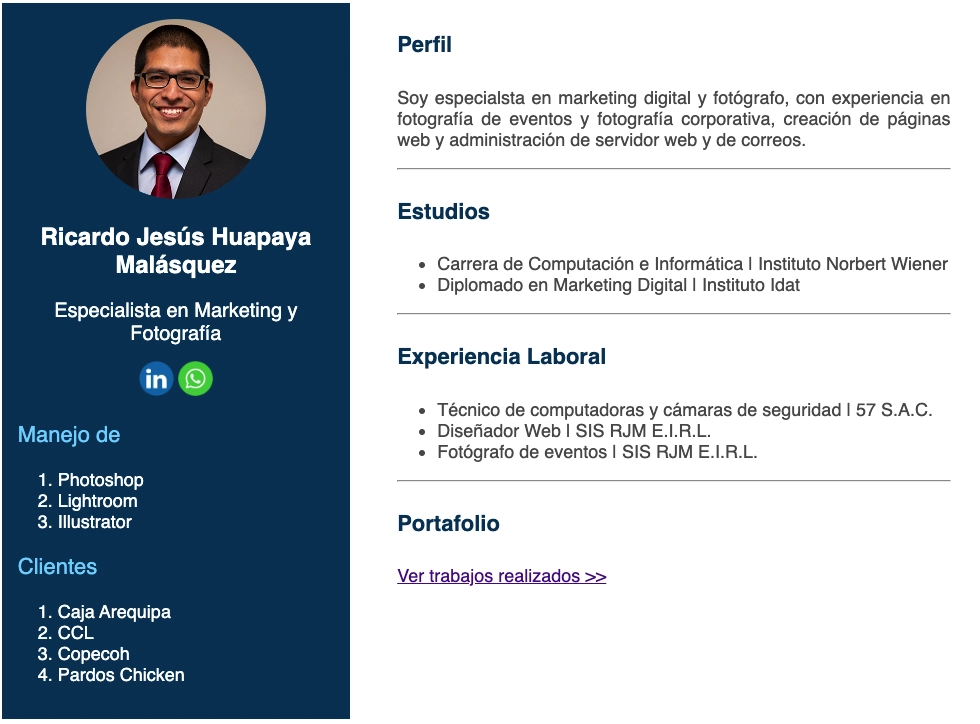 Ricardo Jesús Huapaya
Malásquez
Especialista en Marketing y
Fotografía
in
Manejo de
1. Photoshop
2. Lightroom
3. Illustrator
Clientes
1. Caja Arequipa
2. CCL
3. Copecoh
4. Pardos Chicken
Perfil
Soy especialsta en marketing digital y fotógrafo, con experiencia en
fotografía de eventos y fotografía corporativa, creación de páginas
web y administración de servidor web y de correos.
Estudios
• Carrera de Computación e Informática | Instituto Norbert Wiener
• Diplomado en Marketing Digital | Instituto Idat
Experiencia Laboral
• Técnico de computadoras y cámaras de seguridad | 57 S.A.C.
• Diseñador Web | SIS RJM E.I.R.L.
• Fotógrafo de eventos | SIS RJM E.I.R.L.
Portafolio
Ver trabajos realizados >>